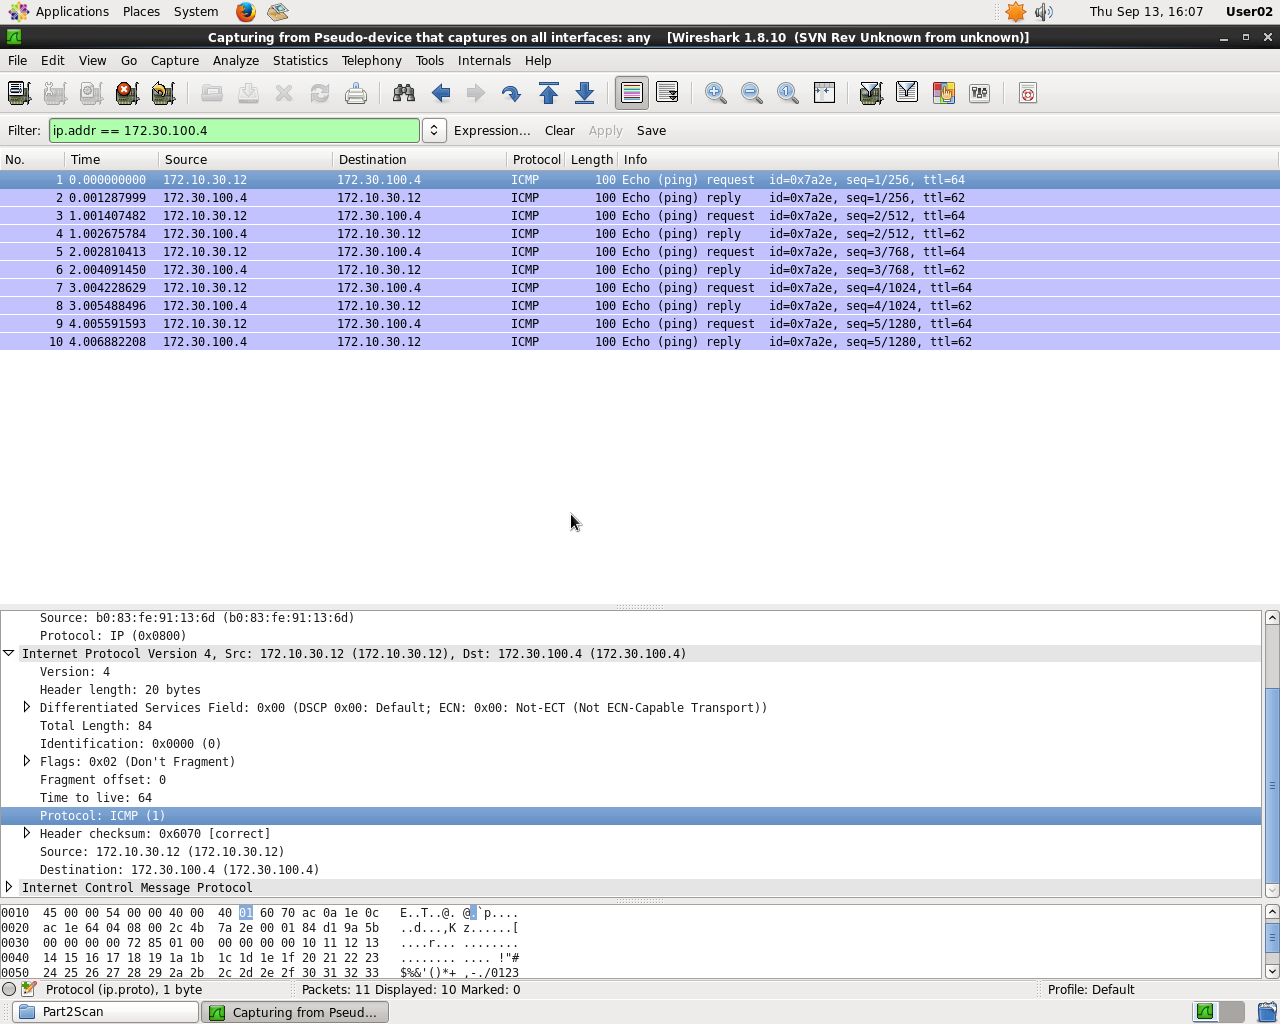 Applications Places System Thu Sep 13, 16:07 User02
Capturing from Pseudo-device that captures on all interfaces: any [Wireshark 1.8.10 (SVN Rev Unknown from unknown)]
File Edit View Go Capture Analyze Statistics Telephony Tools Internals Help
Filter: ip.addr == 172.30.100.4 Expression... Clear Apply Save
No. Time Source Destination Protocol Length Info
1 0.000000000 172.10.30.12 172.30.100.4 ICMP 100 Echo (ping) request id=0x7a2e, seq=1/256, ttl=64
2 0.001287999 172.30.100.4 172.10.30.12 ICMP 100 Echo (ping) reply id=0x7a2e, seq=1/256, ttl=62
3 1.001407482 172.10.30.12 172.30.100.4 ICMP 100 Echo (ping) request id=0x7a2e, seq=2/512, ttl=64
4 1.002675784 172.30.100.4 172.10.30.12 ICMP 100 Echo (ping) reply id=0x7a2e, seq=2/512, ttl=62
5 2.002810413 172.10.30.12 172.30.100.4 ICMP 100 Echo (ping) request id=0x7a2e, seq=3/768, ttl=64
6 2.004091450 172.30.100.4 172.10.30.12 ICMP 100 Echo (ping) reply id=0x7a2e, seq=3/768, ttl=62
7 3.004228629 172.10.30.12 172.30.100.4 ICMP 100 Echo (ping) request id=0x7a2e, seq=4/1024, ttl=64
8 3.005488496 172.30.100.4 172.10.30.12 ICMP 100 Echo (ping) reply id=0x7a2e, seq=4/1024, ttl=62
9 4.005591593 172.10.30.12 172.30.100.4 ICMP 100 Echo (ping) request id=0x7a2e, seq=5/1280, ttl=64
10 4.006882208 172.30.100.4 172.10.30.12 ICMP 100 Echo (ping) reply id=0x7a2e, seq=5/1280, ttl=62
Source: b0:83:fe:91:13:6d (b0:83:fe:91:13:6d)
Protocol: IP (0x0800)
Internet Protocol Version 4, Src: 172.10.30.12 (172.10.30.12), Dst: 172.30.100.4 (172.30.100.4)
Version: 4
Header length: 20 bytes
Differentiated Services Field: 0x00 (DSCP 0x00: Default; ECN: 0x00: Not-ECT (Not ECN-Capable Transport))
Total Length: 84
Identification: 0x0000 (0)
Flags: 0x02 (Don't Fragment)
Fragment offset: 0
Time to live: 64
Protocol: ICMP (1)
Header checksum: 0x6070 [correct]
Source: 172.10.30.12 (172.10.30.12)
Destination: 172.30.100.4 (172.30.100.4)
Internet Control Message Protocol
0010 45 00 00 54 00 00 40 00 40 01 60 70 ac 0a 1e 0c E..T..@. @.`p....
0020 ac 1e 64 04 08 00 2c 4b 7a 2e 00 01 84 d1 9a 5b ..d...,K z......[
0030 00 00 00 00 72 85 01 00 00 00 00 00 10 11 12 13 ....r... ........
0040 14 15 16 17 18 19 1a 1b 1c 1d 1e 1f 20 21 22 23 ........ .... !"#
0050 24 25 26 27 28 29 2a 2b 2c 2d 2e 2f 30 31 32 33 $%&'()*+ ,-./0123
Protocol (ip.proto), 1 byte Packets: 11 Displayed: 10 Marked: 0 Profile: Default
Part2Scan Capturing from Pseud...